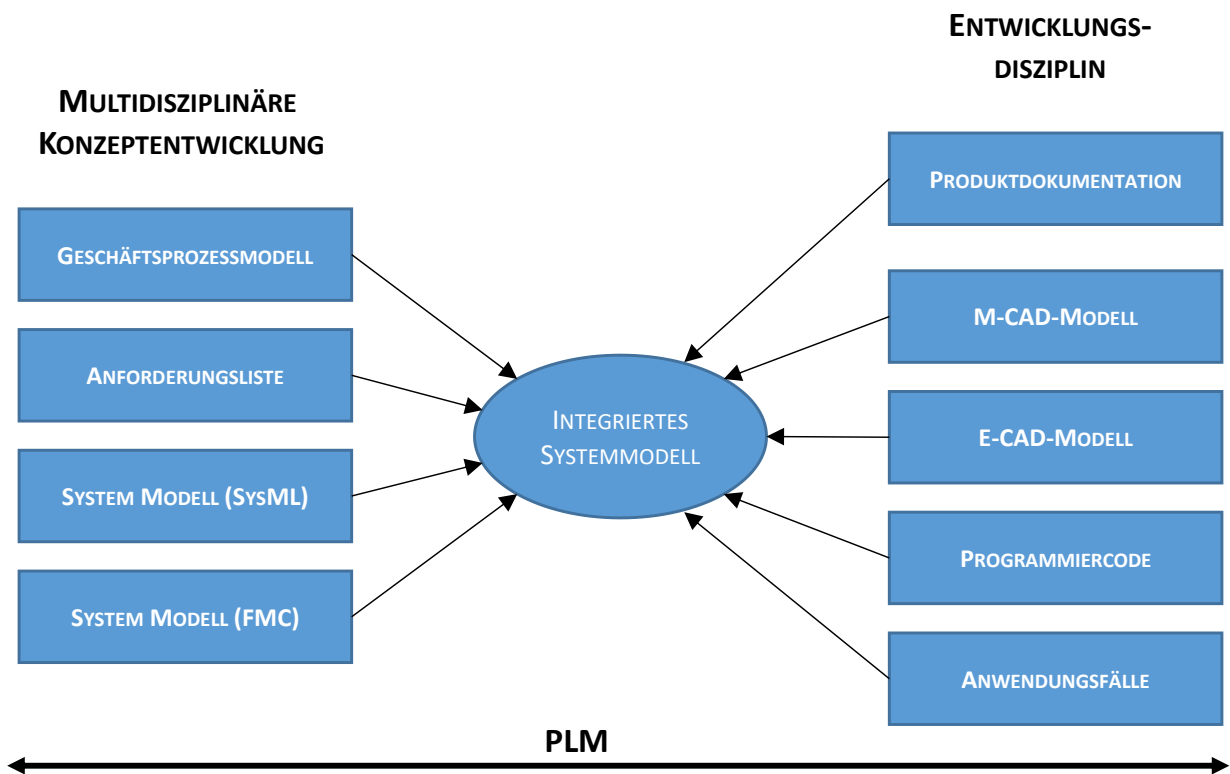 MULTIDISZIPLINÄRE
KONZEPTENTWICKLUNG
GESCHÄFTSPROZESSMODELL
ANFORDERUNGSLISTE
SYSTEM MODELL (SYSML)
SYSTEM MODELL (FMC)
INTEGRIERTES
SYSTEMMODELL
ENTWICKLUNGS-
DISZIPLIN
PRODUKTDOKUMENTATION
M-CAD-MODELL
E-CAD-MODELL
PROGRAMMIERCODE
ANWENDUNGSFÄLLE
PLM